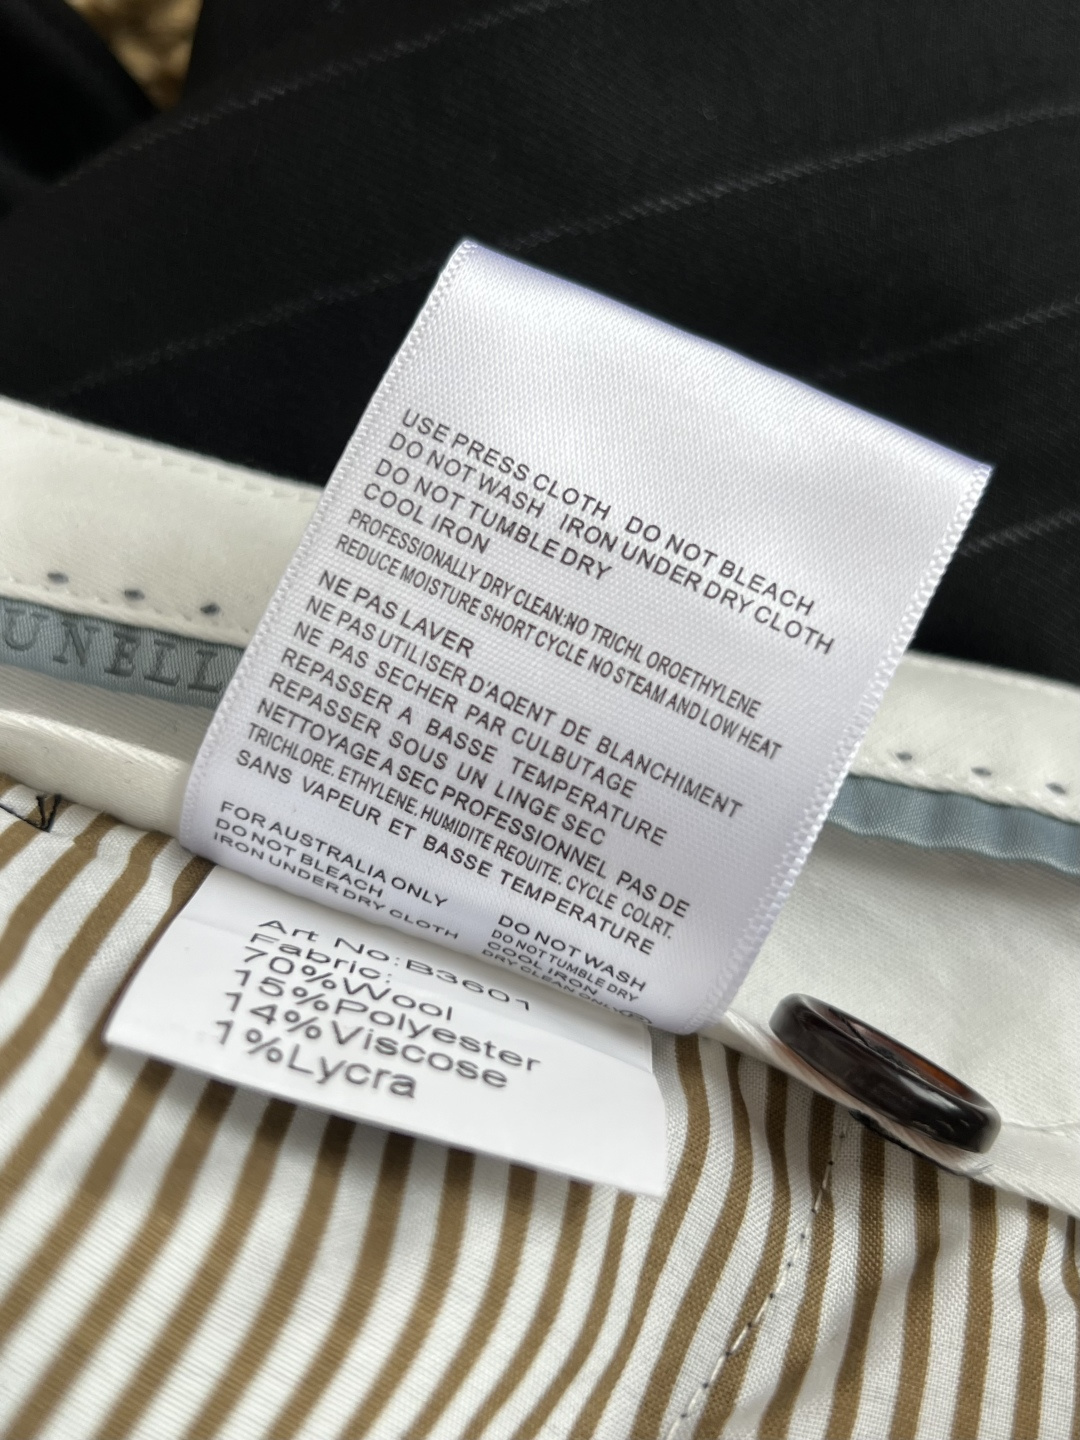 USE PRESS CLOTH DO NOT BLEACH
DO NOT WASH IRON UNDER DRY CLOTH
DO NOT TUMBLE DRY
COOL IRON
PROFESSIONALLY DRY CLEAN:NO TRICHL OROETHYLENE
REDUCE MOISTURE SHORT CYCLE NO STEAM AND LOW HEAT
NE PAS LAVER
NE PAS UTILISER D'AQENT DE BLANCHIMENT
NE PAS SECHER PAR CULBUTAGE
REPASSER A BASSE TEMPERATURE
REPASSER SOUS UN LINGE SEC
NETTOYAGE A SEC PROFESSIONNEL PAS DE
TRICHLORE. ETHYLENE. HUMIDITE REOUITE. CYCLE COLRT.
SANS VAPEUR ET BASSE TEMPERATURE
FOR AUSTRALIA ONLY
DO NOT BLEACH DO NOT WASH
IRON UNDER DRY CLOTH DO NOT TUMBLE DRY
COOL IRON
DRY CLEAN ONLY(P)
Art No:B3601
Fabric:
70%Wool
15%Polyester
14%Viscose
1%Lycra
UNELL